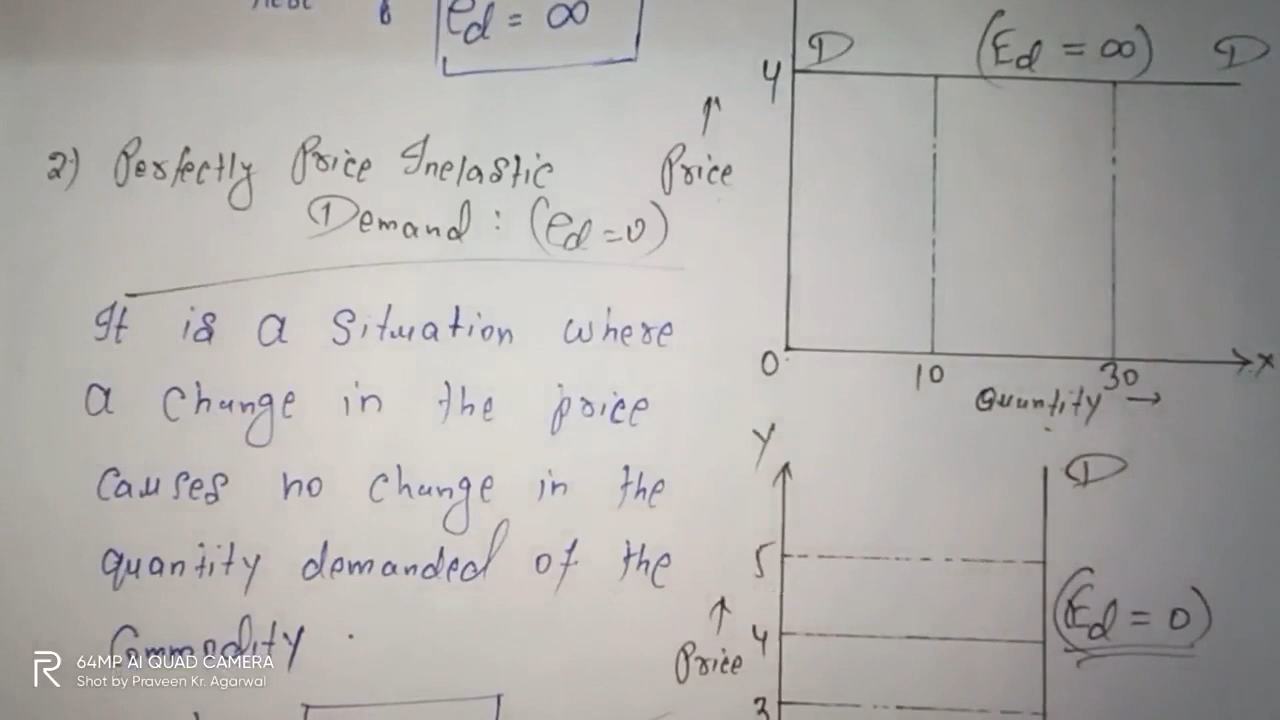 ed = ∞
2) Perfectly Price Inelastic
Demand : (ed = 0)
It is a situation where
a change in the price
causes no change in the
quantity demanded of the
Commodity .
D (Ed = ∞) D
4
↑
Price
0 10 30 X
Quantity →
Y
D
5
(Ed = 0)
↑
4
Price
3
64MP AI QUAD CAMERA
Shot by Praveen Kr. Agarwal